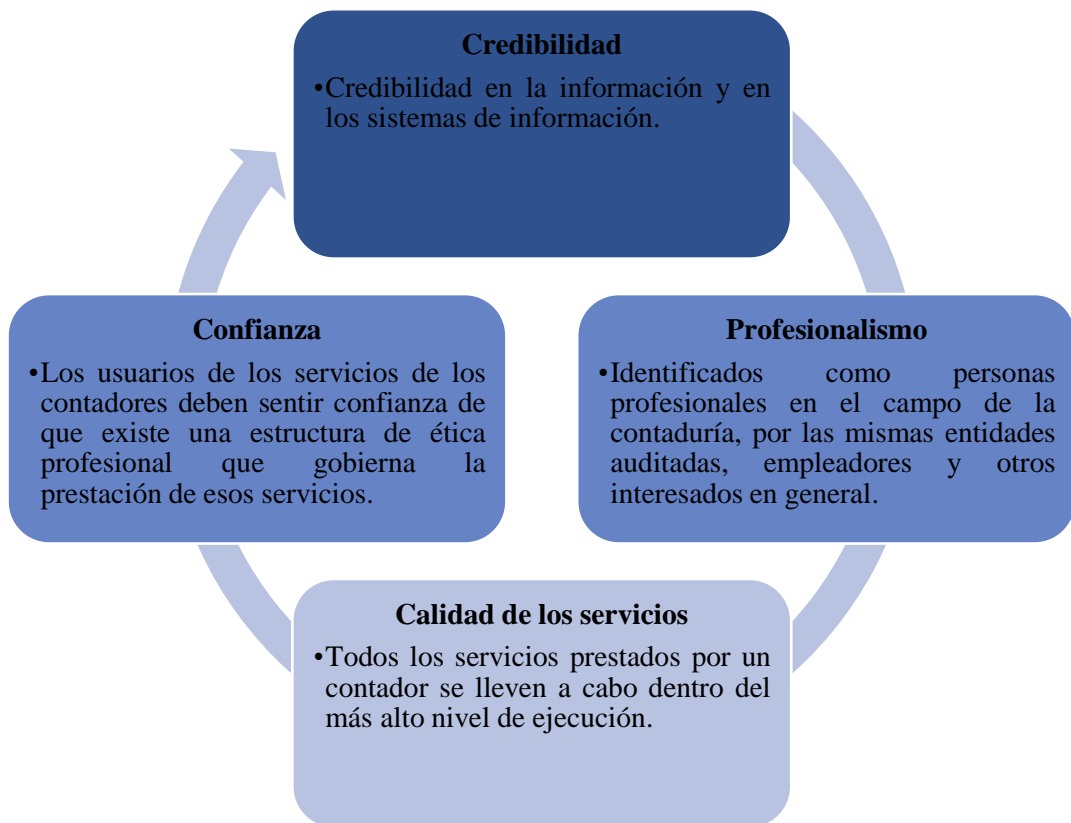 Credibilidad
•Credibilidad en la información y en
los sistemas de información.
Confianza
•Los usuarios de los servicios de los
contadores deben sentir confianza de
que existe una estructura de ética
profesional que gobierna la
prestación de esos servicios.
Profesionalismo
•Identificados como personas
profesionales en el campo de la
contaduría, por las mismas entidades
auditadas, empleadores y otros
interesados en general.
Calidad de los servicios
•Todos los servicios prestados por un
contador se lleven a cabo dentro del
más alto nivel de ejecución.